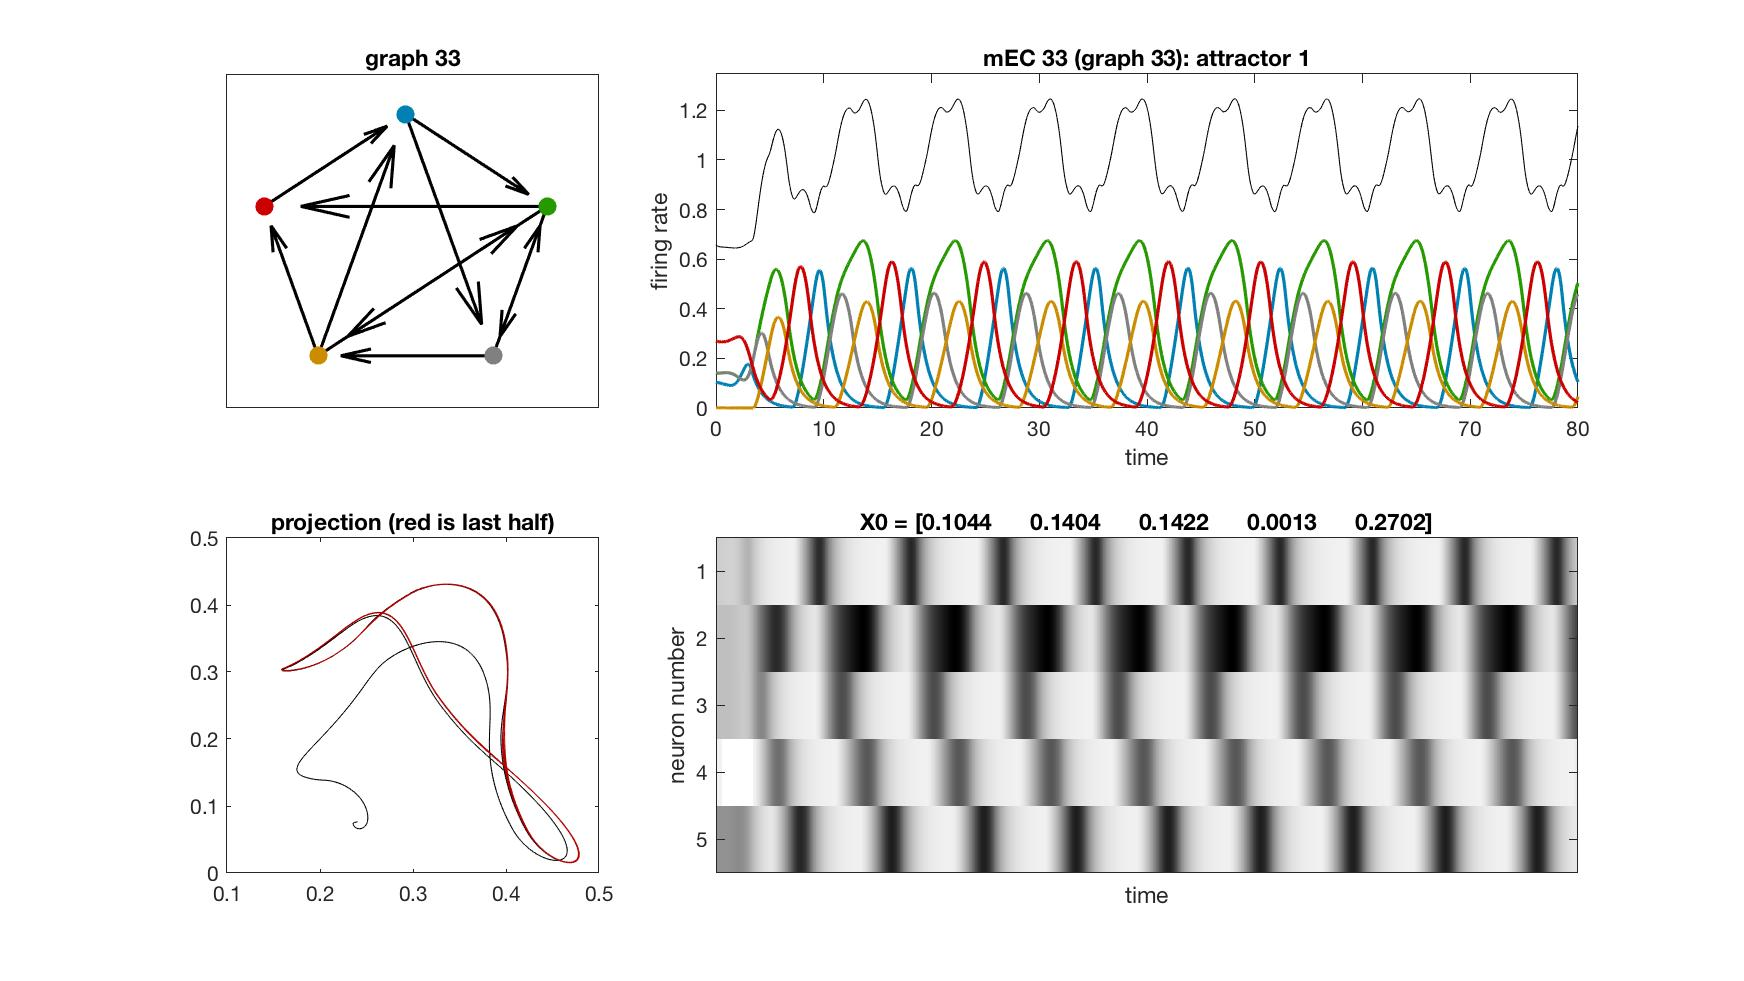 graph 33
mEC 33 (graph 33): attractor 1
1.2
1
0.8
0.6
0.4
0.2
0
firing rate
0 10 20 30 40 50 60 70 80
time
projection (red is last half)
0.5
0.4
0.3
0.2
0.1
0
0.1 0.2 0.3 0.4 0.5
X0 = [0.1044 0.1404 0.1422 0.0013 0.2702]
1
2
3
4
5
neuron number
time